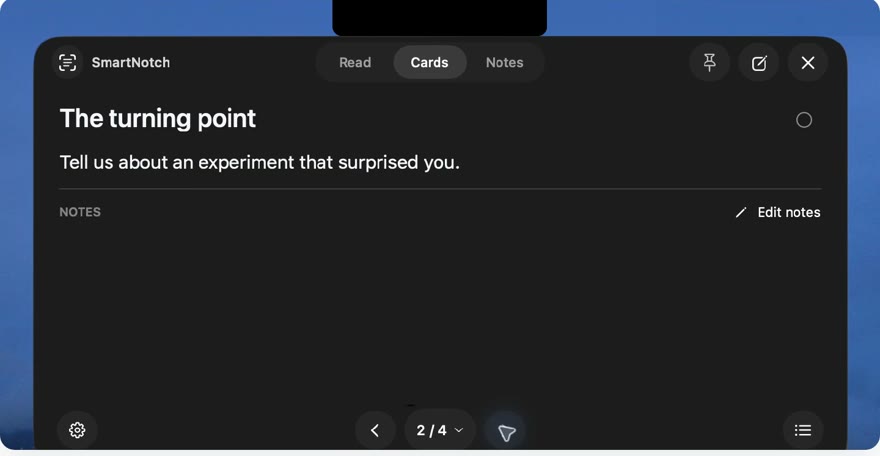 SmartNotch
Read Cards Notes
The turning point
Tell us about an experiment that surprised you.
NOTES
Edit notes
2 / 4